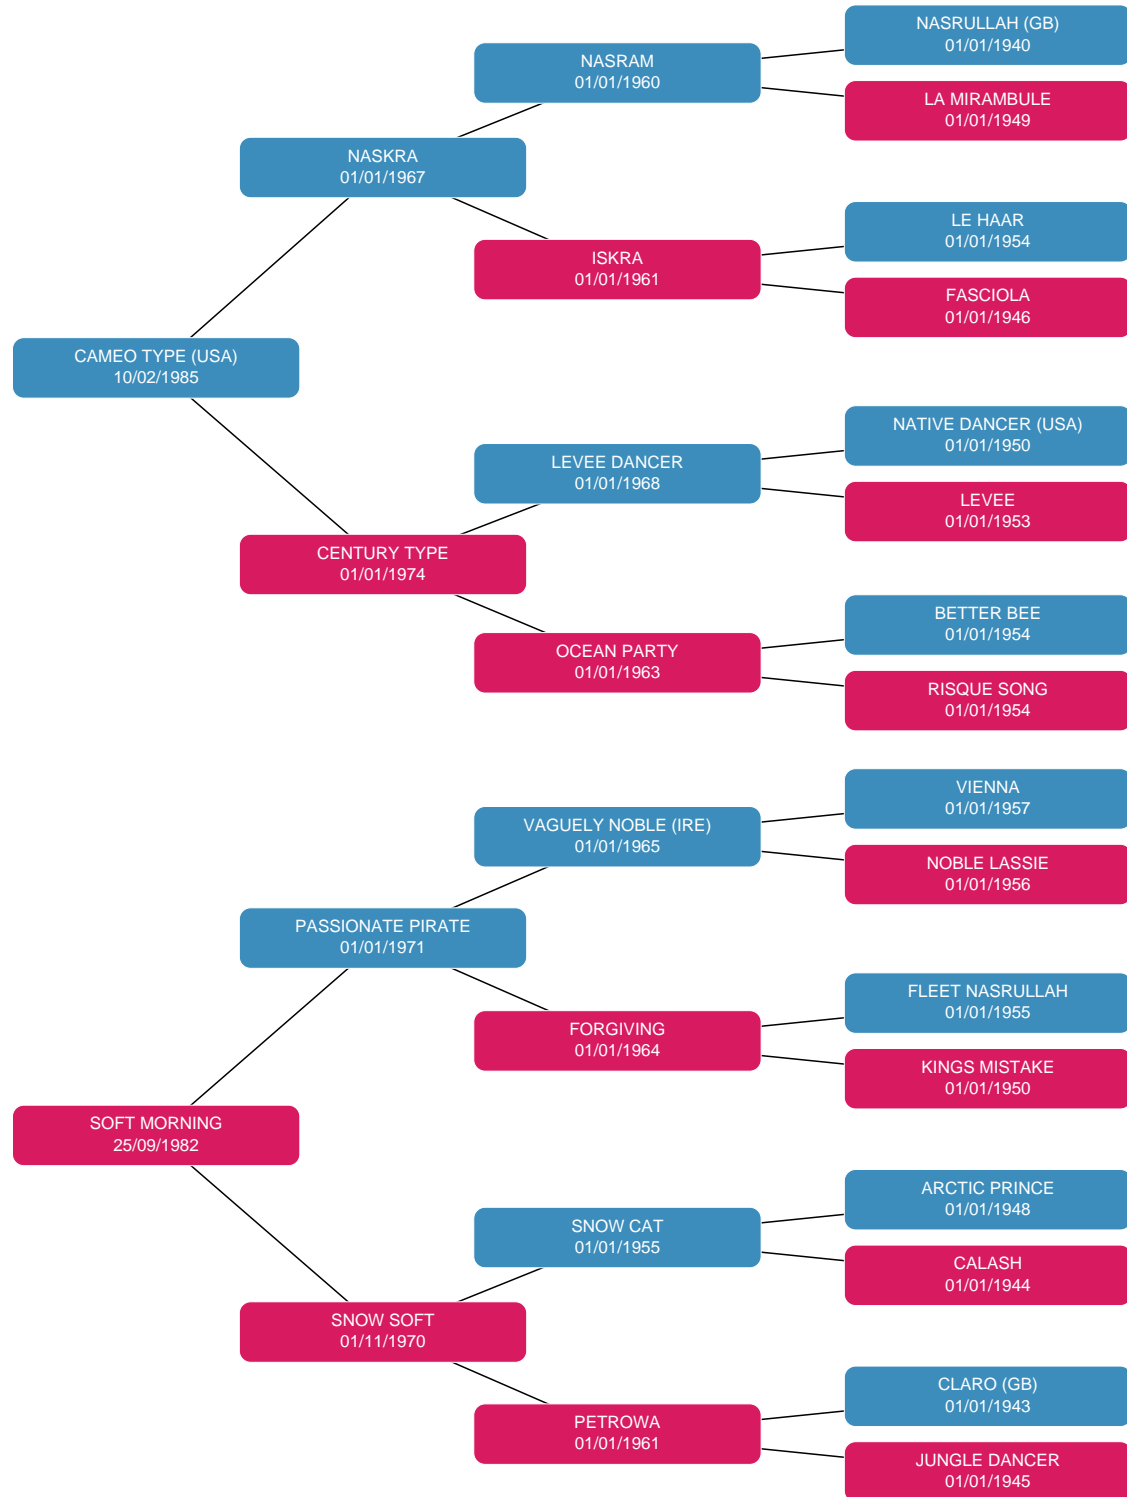 NASRULLAH (GB)
01/01/1940
NASRAM
01/01/1960
LA MIRAMBULE
01/01/1949
NASKRA
01/01/1967
LE HAAR
01/01/1954
ISKRA
01/01/1961
FASCIOLA
01/01/1946
CAMEO TYPE (USA)
10/02/1985
NATIVE DANCER (USA)
01/01/1950
LEVEE DANCER
01/01/1968
LEVEE
01/01/1953
CENTURY TYPE
01/01/1974
BETTER BEE
01/01/1954
OCEAN PARTY
01/01/1963
RISQUE SONG
01/01/1954
VIENNA
01/01/1957
VAGUELY NOBLE (IRE)
01/01/1965
NOBLE LASSIE
01/01/1956
PASSIONATE PIRATE
01/01/1971
FLEET NASRULLAH
01/01/1955
FORGIVING
01/01/1964
KINGS MISTAKE
01/01/1950
SOFT MORNING
25/09/1982
ARCTIC PRINCE
01/01/1948
SNOW CAT
01/01/1955
CALASH
01/01/1944
SNOW SOFT
01/11/1970
CLARO (GB)
01/01/1943
PETROWA
01/01/1961
JUNGLE DANCER
01/01/1945